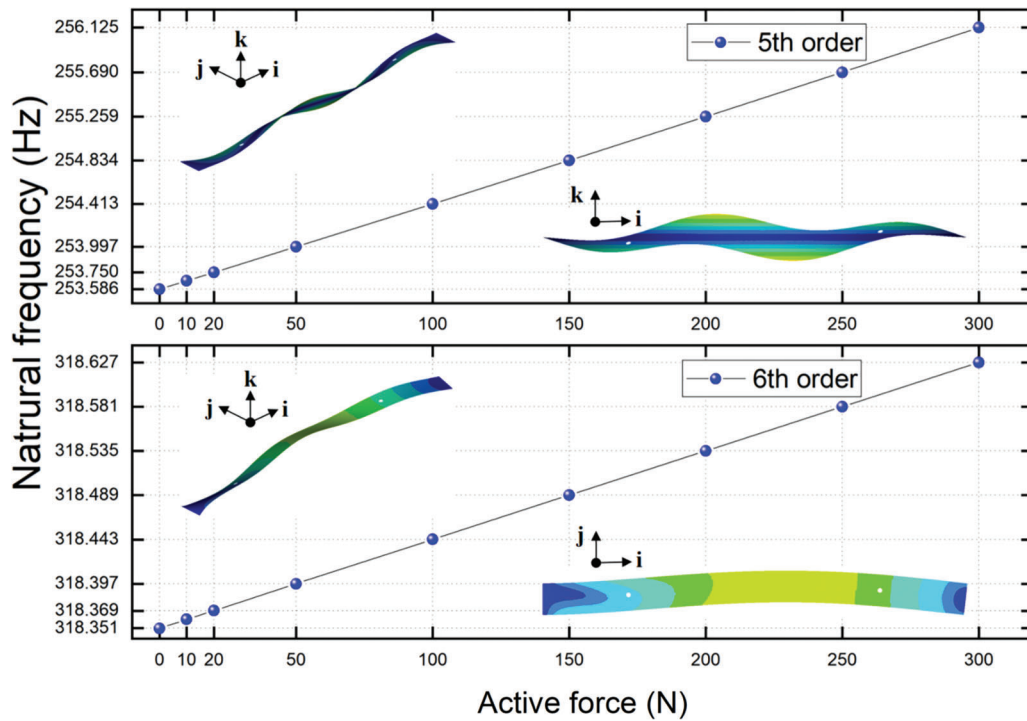 Natrural frequency (Hz)
256.125
255.690
255.259
254.834
254.413
253.997
253.750
253.586
k
j
i
5th order
k
i
0 10 20 50 100 150 200 250 300
318.627
318.581
318.535
318.489
318.443
318.397
318.369
318.351
k
j
i
6th order
j
i
0 10 20 50 100 150 200 250 300
Active force (N)